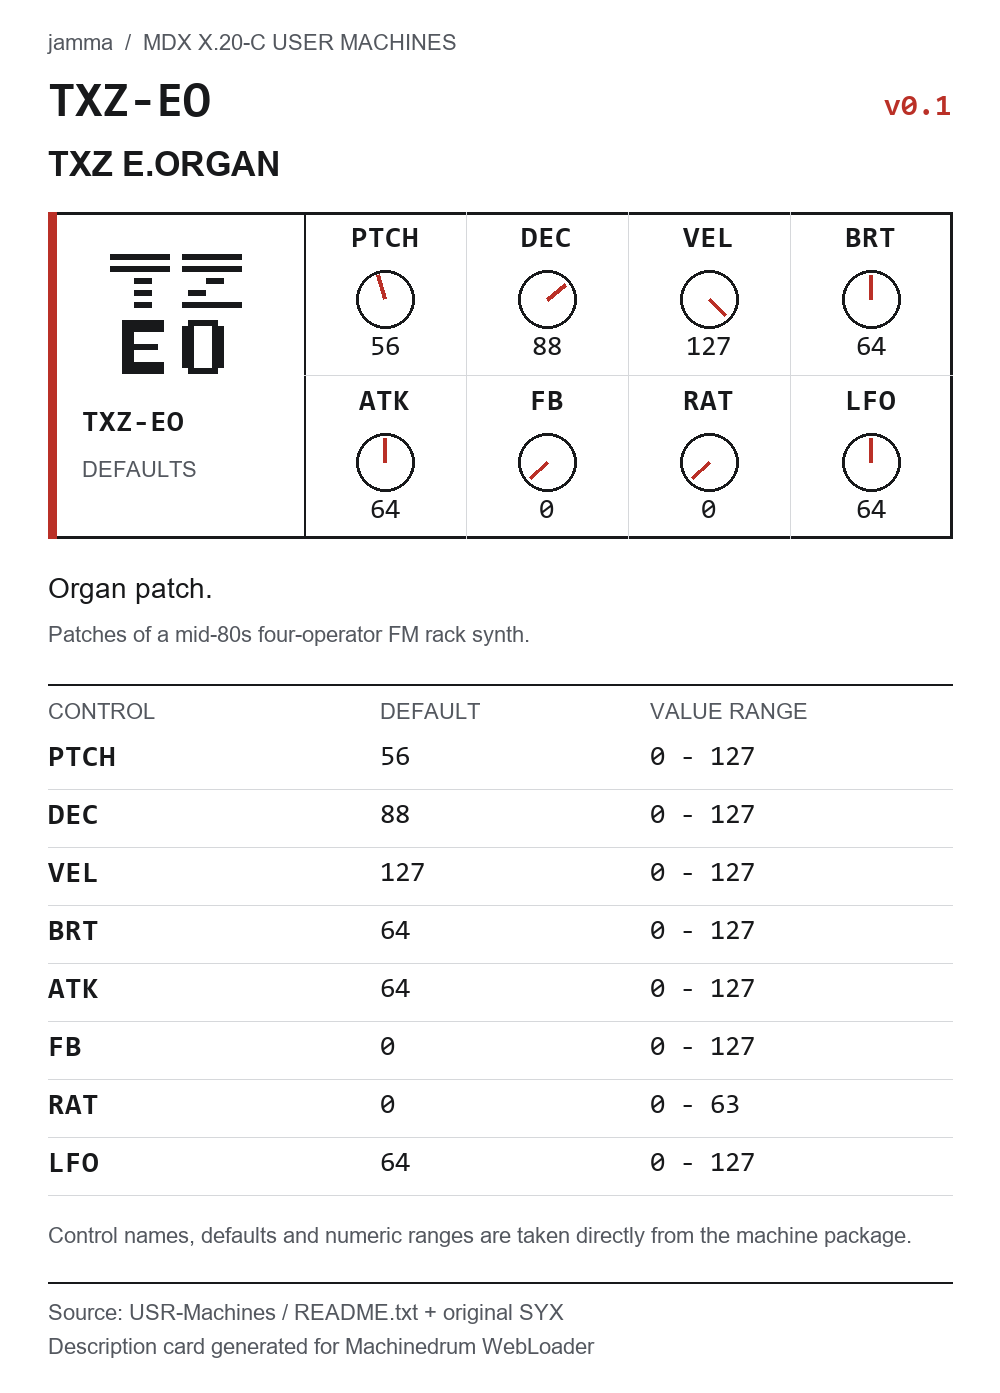 jamma / MDX X.20-C USER MACHINES
TXZ-EO
v0.1
TXZ E.ORGAN
TZ
EO
TXZ-EO
DEFAULTS
PTCH DEC VEL BRT
56 88 127 64
ATK FB RAT LFO
64 0 0 64
Organ patch.
Patches of a mid-80s four-operator FM rack synth.
CONTROL DEFAULT VALUE RANGE
PTCH 56 0 - 127
DEC 88 0 - 127
VEL 127 0 - 127
BRT 64 0 - 127
ATK 64 0 - 127
FB 0 0 - 127
RAT 0 0 - 63
LFO 64 0 - 127
Control names, defaults and numeric ranges are taken directly from the machine package.
Source: USR-Machines / README.txt + original SYX
Description card generated for Machinedrum WebLoader